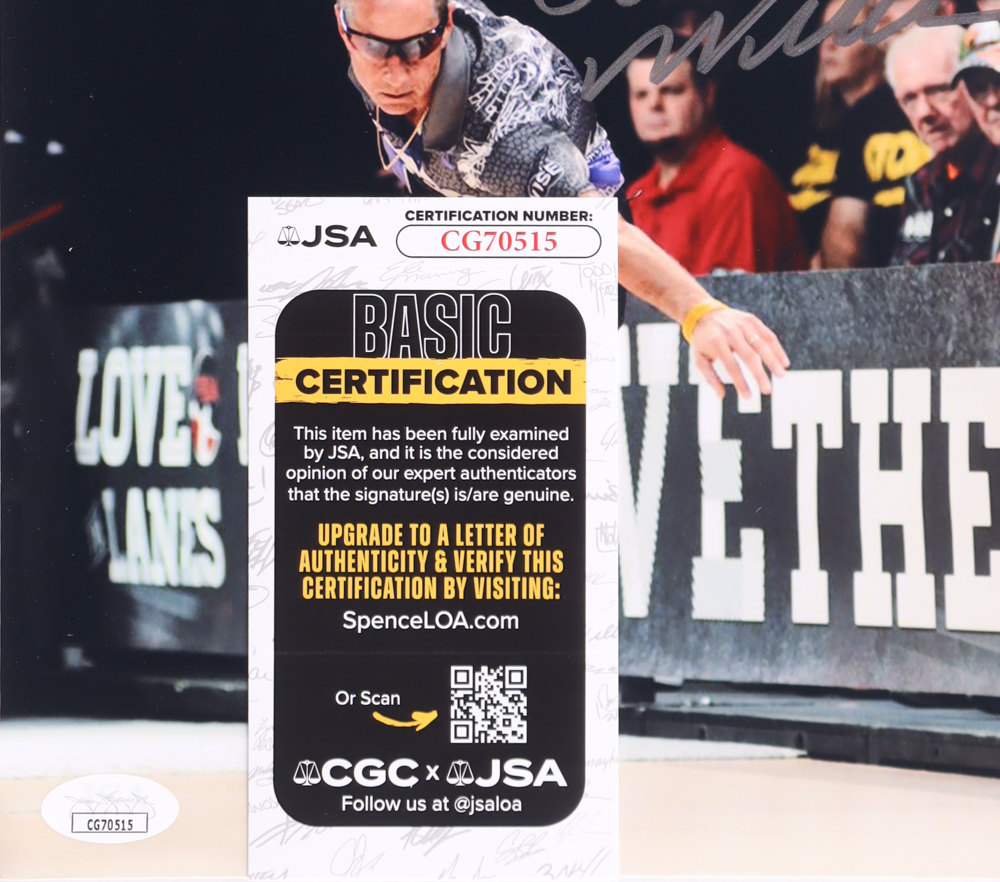 CERTIFICATION NUMBER:
JSA
CG70515
BASIC
CERTIFICATION
This item has been fully examined
by JSA, and it is the considered
opinion of our expert authenticators
that the signature(s) is/are genuine.
UPGRADE TO A LETTER OF
AUTHENTICITY & VERIFY THIS
CERTIFICATION BY VISITING:
SpenceLOA.com
Or Scan
CGC x JSA
Follow us at @jsaloa
LOVE
LANES
VE THE
CG70515